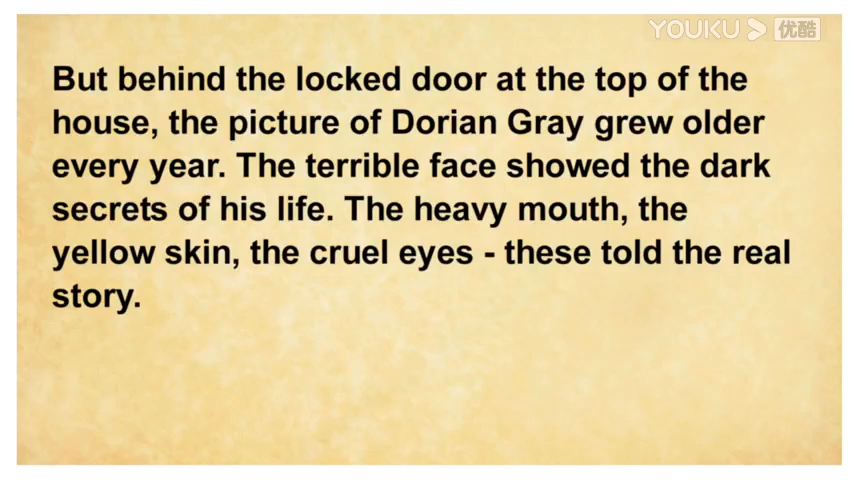 YOUKU 优酷
But behind the locked door at the top of the
house, the picture of Dorian Gray grew older
every year. The terrible face showed the dark
secrets of his life. The heavy mouth, the
yellow skin, the cruel eyes - these told the real
story.